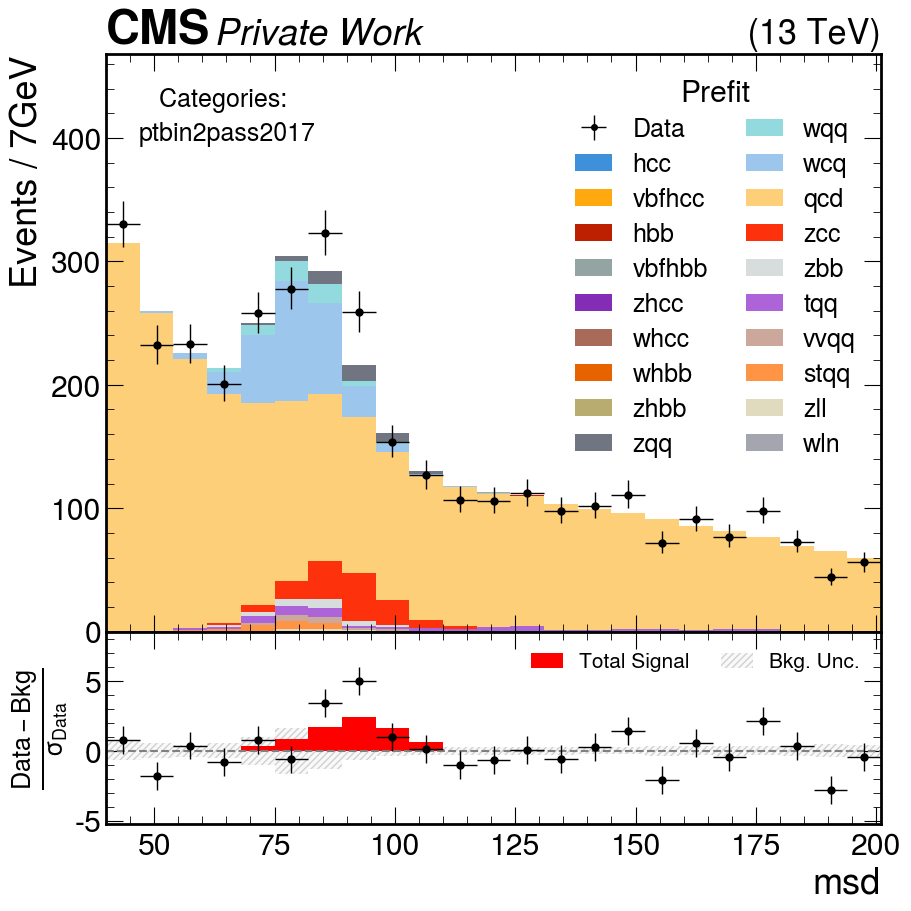 CMS Private Work (13 TeV)
Events / 7GeV
Categories:
ptbin2pass2017
Prefit
Data
hcc
vbfhcc
hbb
vbfhbb
zhcc
whcc
whbb
zhbb
zqq
wqq
wcq
qcd
zcc
zbb
tqq
vvqq
stqq
zll
wln
400
300
200
100
0
Total Signal
Bkg. Unc.
Data – Bkg
σData
5
0
-5
50 75 100 125 150 175 200
msd